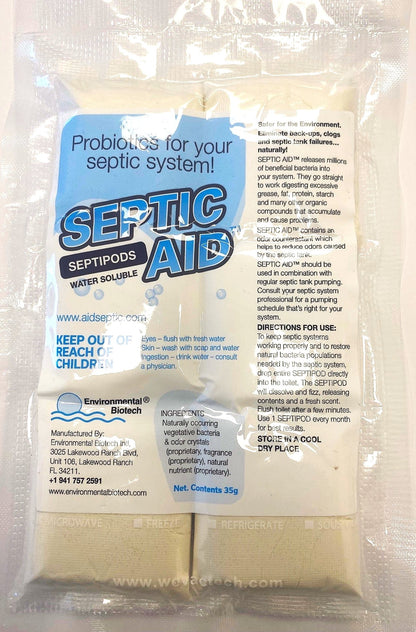 Probiotics for your
septic system!
SEPTIC
AID™
SEPTIPODS
WATER SOLUBLE
www.aidseptic.com
KEEP OUT OF
REACH OF
CHILDREN
Eyes – flush with fresh water
Skin – wash with soap and water
Ingestion – drink water – consult
a physician.
Environmental®
Biotech
Manufactured By:
Environmental Biotech Int.
3025 Lakewood Ranch Blvd,
Unit 106, Lakewood Ranch
FL 34211.
+1 941 757 2591
www.environmentalbiotech.com
INGREDIENTS:
Naturally occuring
vegetative bacteria
& odor crystals
(proprietary, fragrance
(proprietary), natural
nutrient (proprietary).
Net. Contents 35g
Safer for the Environment.
Eliminate back-ups, clogs
and septic tank failures...
naturally!
SEPTIC AID™ releases millions
of beneficial bacteria into
your system. They go straight
to work digesting excessive
grease, fat, protein, starch
and many other organic
compounds that accumulate
and cause problems.
SEPTIC AID™ contains an
odor counteractant which
helps to reduce odors caused
by the septic tank.
SEPTIC AID™ should be
used in combination with
regular septic tank pumping.
Consult your septic system
professional for a pumping
schedule that's right for your
system.
DIRECTIONS FOR USE:
To keep septic systems
working properly and to restore
natural bacteria populations
needed by the septic system,
drop entire SEPTIPOD directly
into the toilet. The SEPTIPOD
will dissolve and fizz, releasing
contents and a fresh scent.
Flush toilet after a few minutes.
Use 1 SEPTIPOD every month
for best results.
STORE IN A COOL
DRY PLACE
MICROWAVE FREEZE REFRIGERATE SOUS
www.wevactech.com